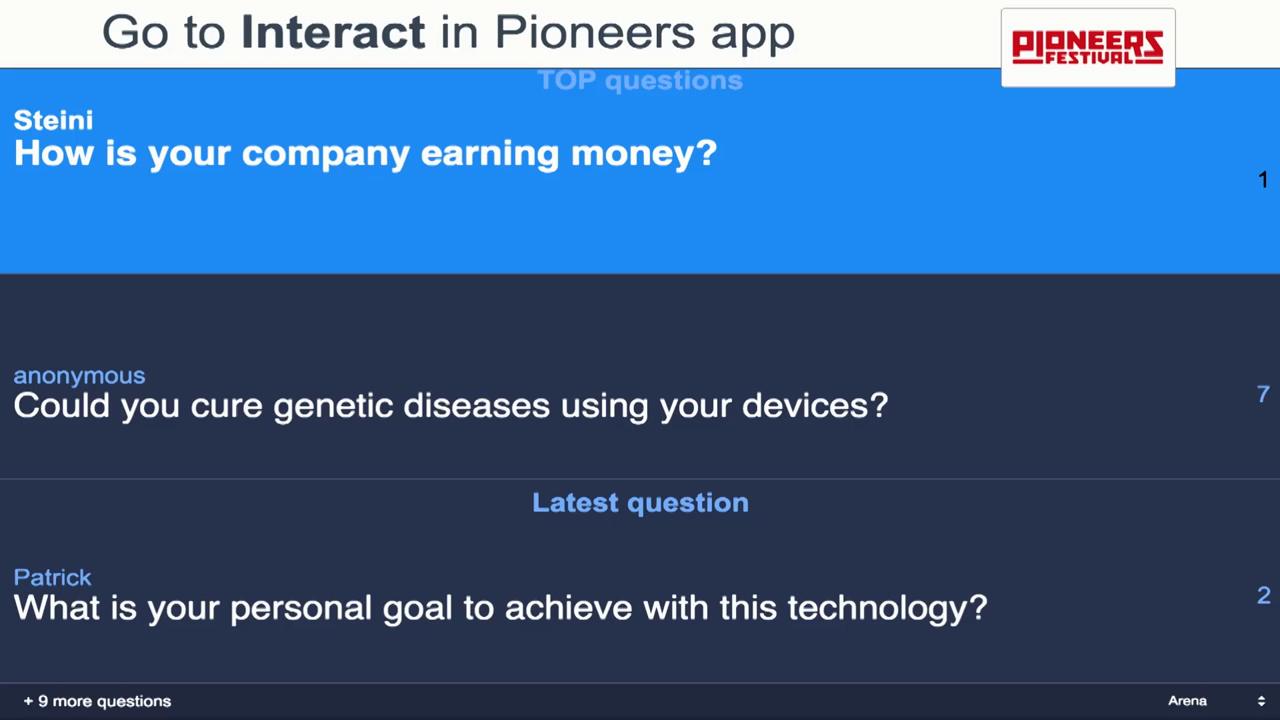 Go to Interact in Pioneers app
PIONEERS
FESTIVAL
TOP questions
Steini
How is your company earning money?
1
anonymous
Could you cure genetic diseases using your devices?
7
Latest question
Patrick
What is your personal goal to achieve with this technology?
2
+ 9 more questions
Arena